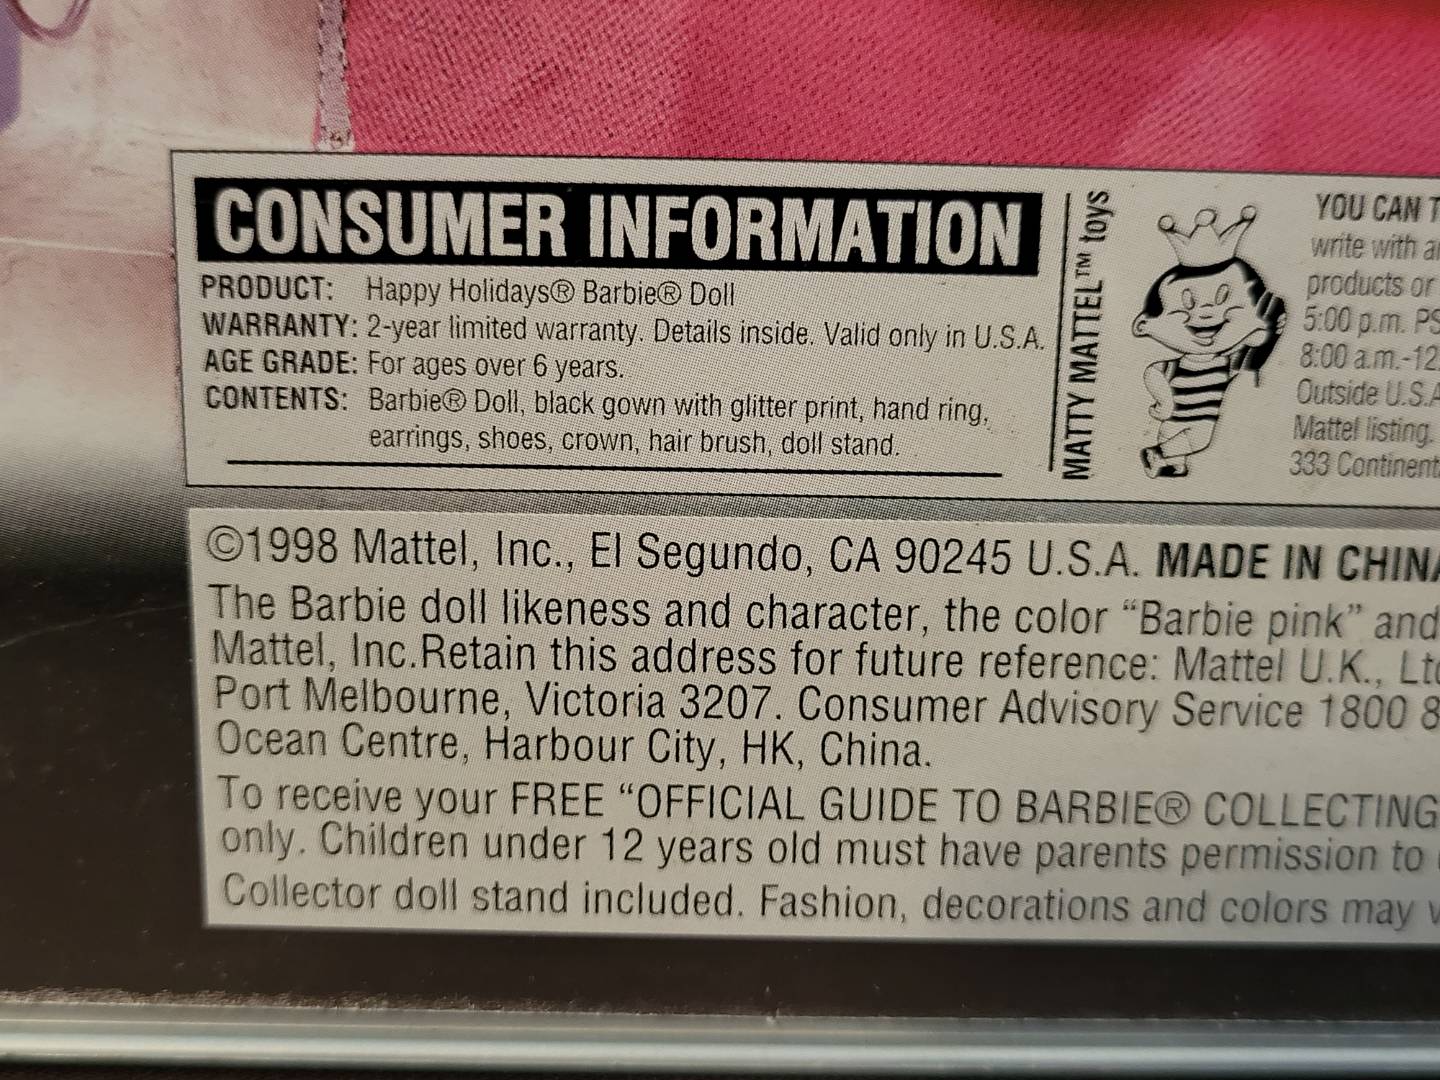 CONSUMER INFORMATION
PRODUCT: Happy Holidays® Barbie® Doll
WARRANTY: 2-year limited warranty. Details inside. Valid only in U.S.A.
AGE GRADE: For ages over 6 years.
CONTENTS: Barbie® Doll, black gown with glitter print, hand ring,
earrings, shoes, crown, hair brush, doll stand.
MATTY MATTEL™ toys
YOU CAN
write with
products or
5:00 p.m.
8:00 a.m.-12
Outside U.S.A
Mattel listing.
333 Continent
©1998 Mattel, Inc., El Segundo, CA 90245 U.S.A. MADE IN CHINA
The Barbie doll likeness and character, the color “Barbie pink” and
Mattel, Inc.Retain this address for future reference: Mattel U.K., Ltd
Port Melbourne, Victoria 3207. Consumer Advisory Service 1800 8
Ocean Centre, Harbour City, HK, China.
To receive your FREE “OFFICIAL GUIDE TO BARBIE® COLLECTING
only. Children under 12 years old must have parents permission to
Collector doll stand included. Fashion, decorations and colors may